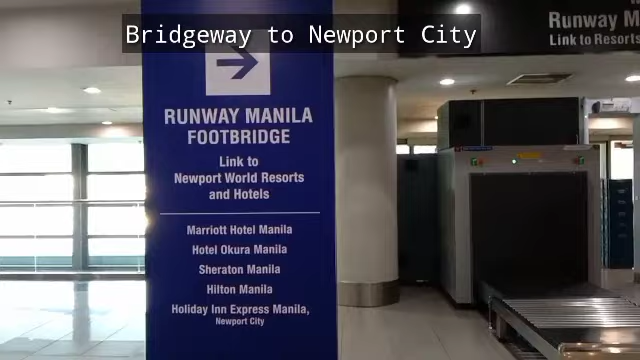 Bridgeway to Newport City
RUNWAY MANILA
FOOTBRIDGE
Link to
Newport World Resorts
and Hotels
Marriott Hotel Manila
Hotel Okura Manila
Sheraton Manila
Hilton Manila
Holiday Inn Express Manila,
Newport City
Runway M
Link to Resorts